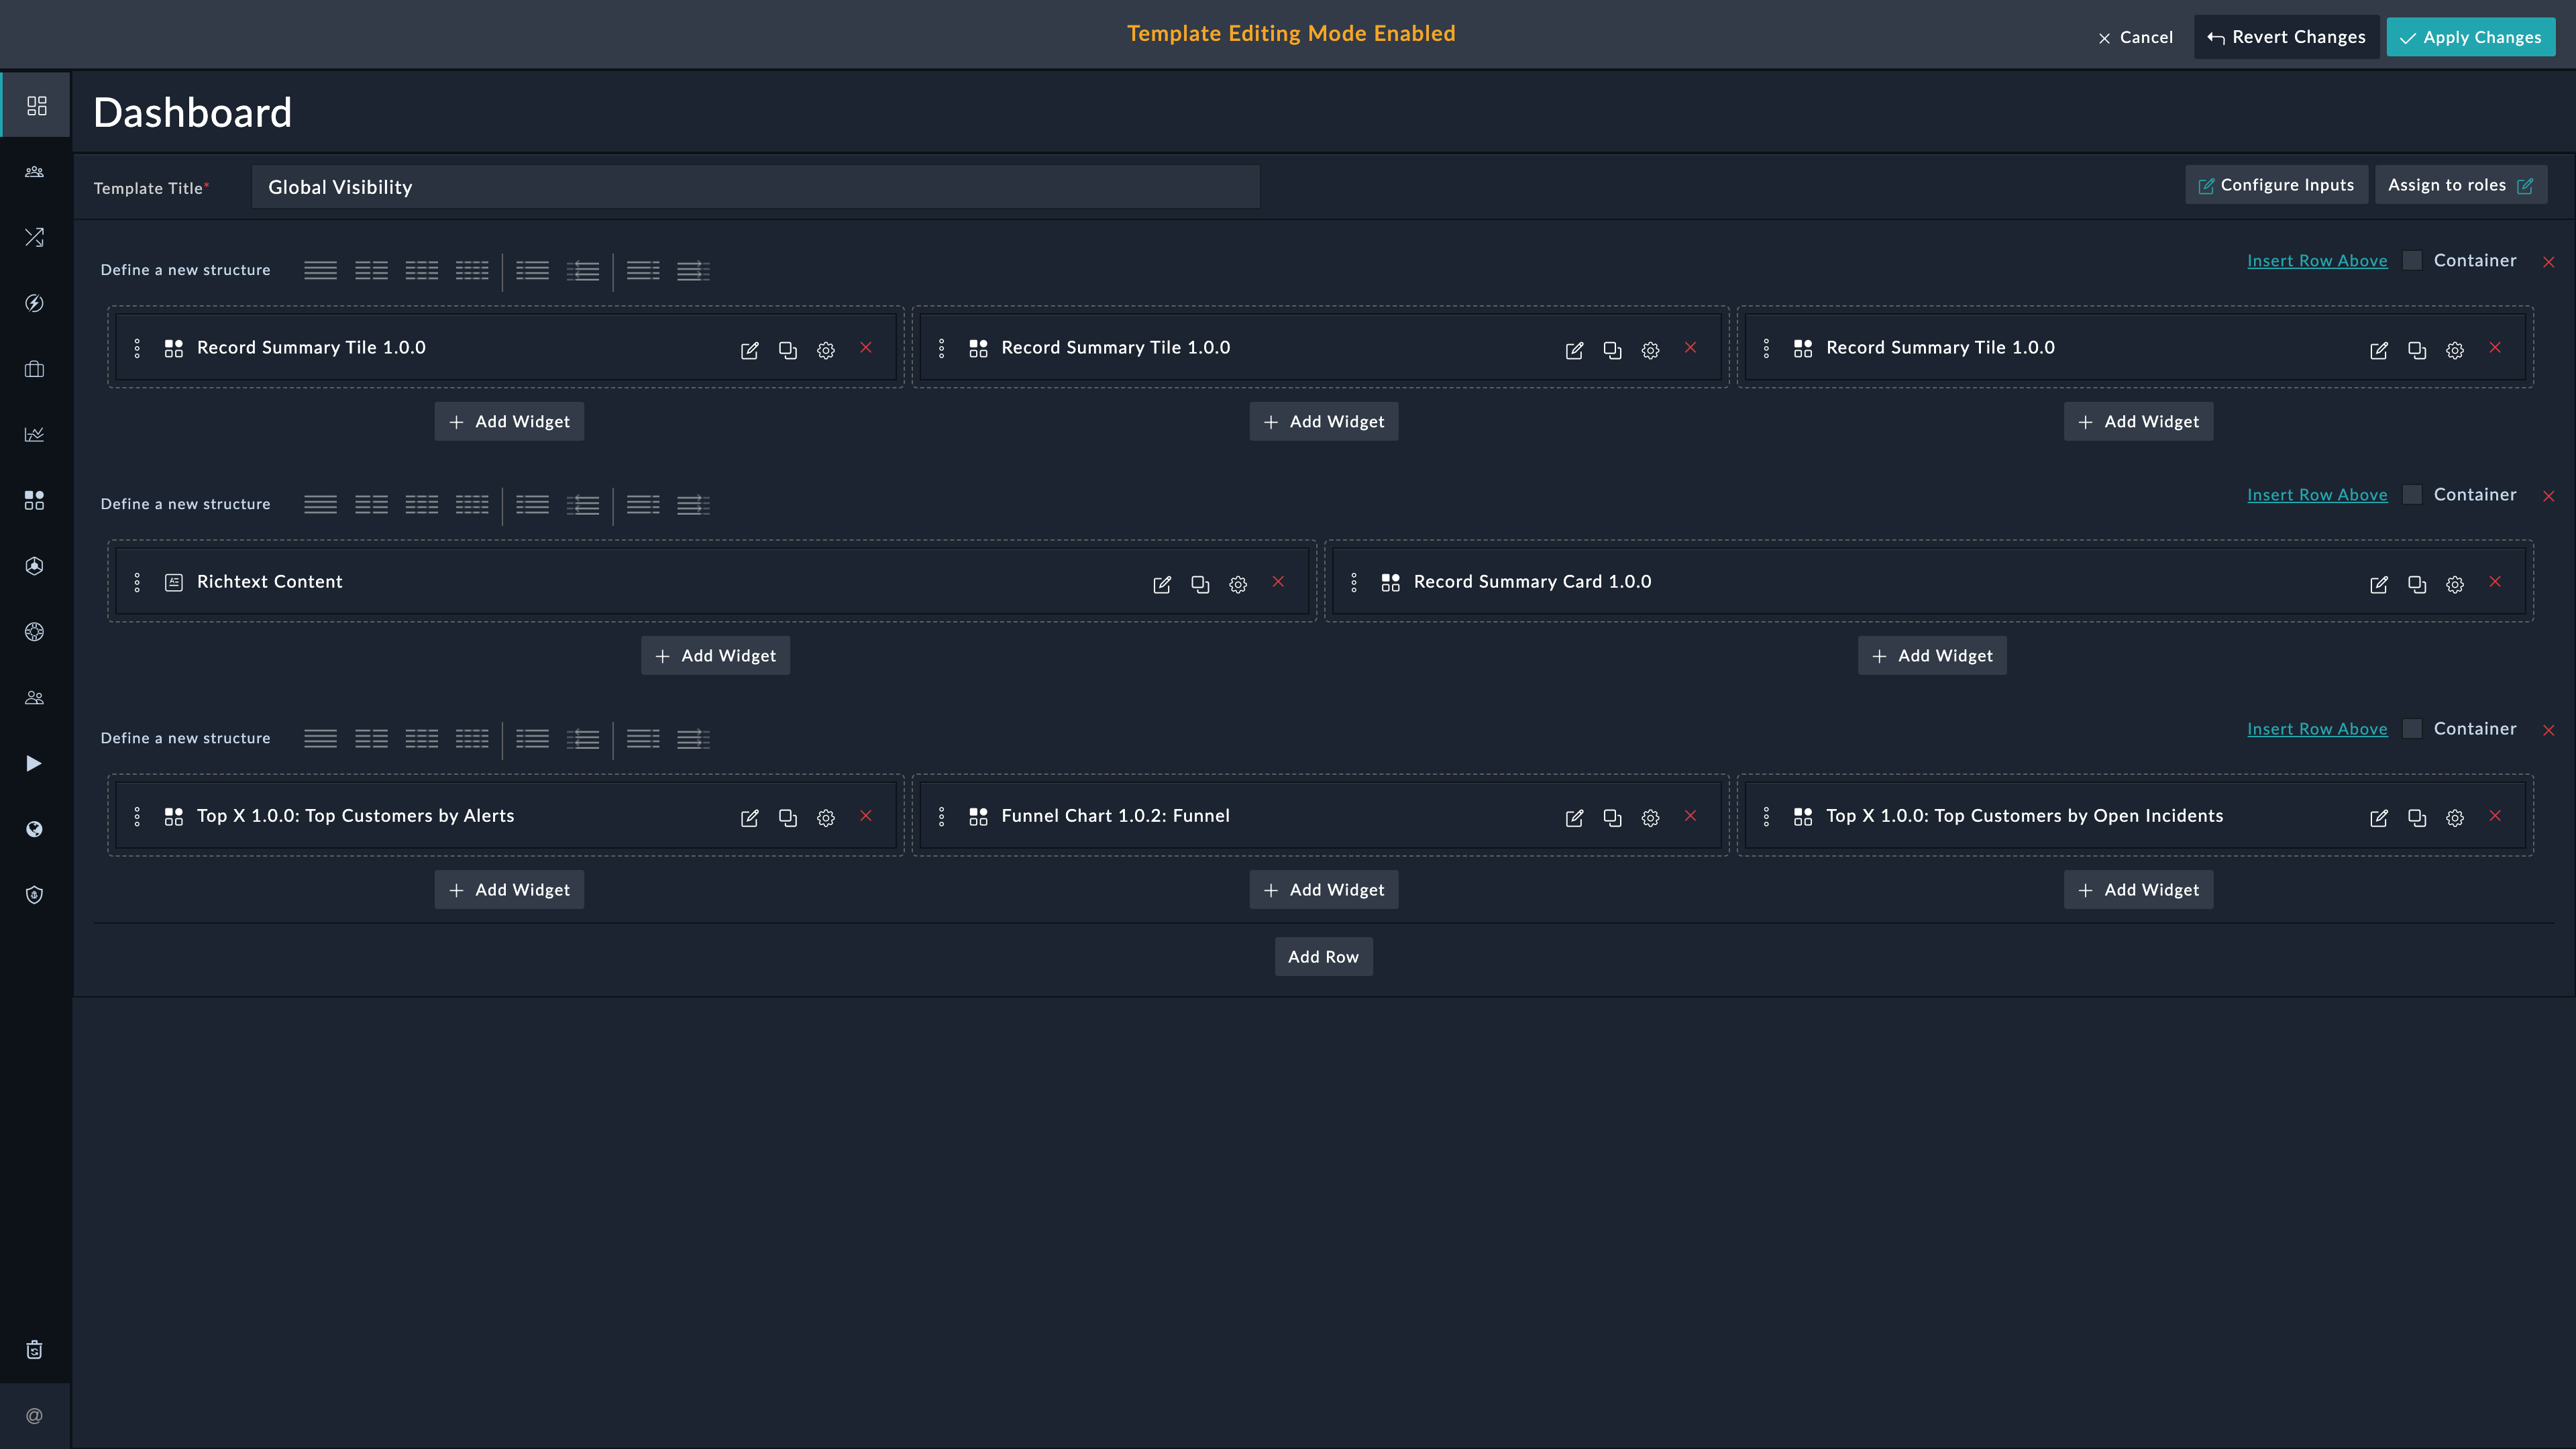 Template Editing Mode Enabled
Cancel
Revert Changes
Apply Changes
Dashboard
Template Title*
Global Visibility
Configure Inputs
Assign to roles
Define a new structure
Insert Row Above
Container
Record Summary Tile 1.0.0
Record Summary Tile 1.0.0
Record Summary Tile 1.0.0
+ Add Widget
+ Add Widget
+ Add Widget
Define a new structure
Insert Row Above
Container
Richtext Content
Record Summary Card 1.0.0
+ Add Widget
+ Add Widget
Define a new structure
Insert Row Above
Container
Top X 1.0.0: Top Customers by Alerts
Funnel Chart 1.0.2: Funnel
Top X 1.0.0: Top Customers by Open Incidents
+ Add Widget
+ Add Widget
+ Add Widget
Add Row
@